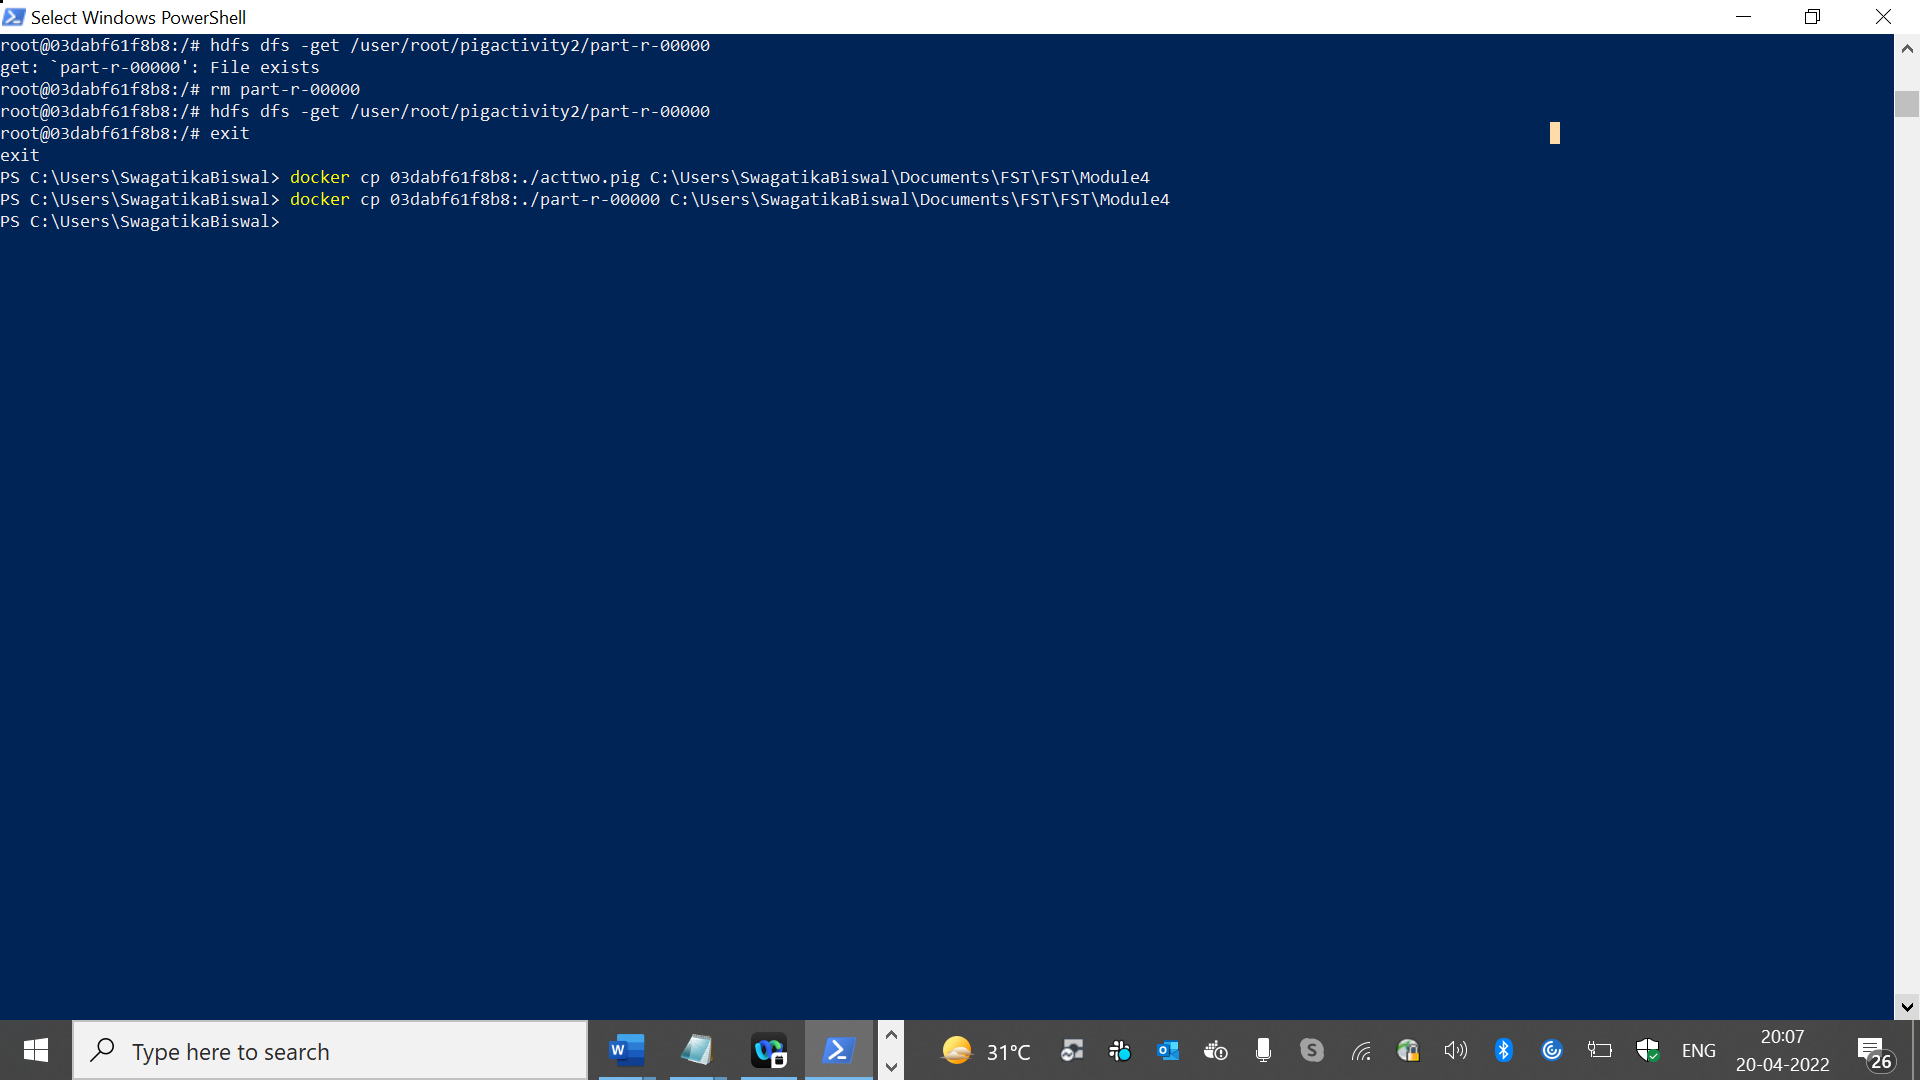 Select Windows PowerShell
root@03dabf61f8b8:/# hdfs dfs -get /user/root/pigactivity2/part-r-00000
get: `part-r-00000': File exists
root@03dabf61f8b8:/# rm part-r-00000
root@03dabf61f8b8:/# hdfs dfs -get /user/root/pigactivity2/part-r-00000
root@03dabf61f8b8:/# exit
exit
PS C:\Users\SwagatikaBiswal> docker cp 03dabf61f8b8:./acttwo.pig C:\Users\SwagatikaBiswal\Documents\FST\FST\Module4
PS C:\Users\SwagatikaBiswal> docker cp 03dabf61f8b8:./part-r-00000 C:\Users\SwagatikaBiswal\Documents\FST\FST\Module4
PS C:\Users\SwagatikaBiswal>
Type here to search
31°C
ENG
20:07
20-04-2022
26